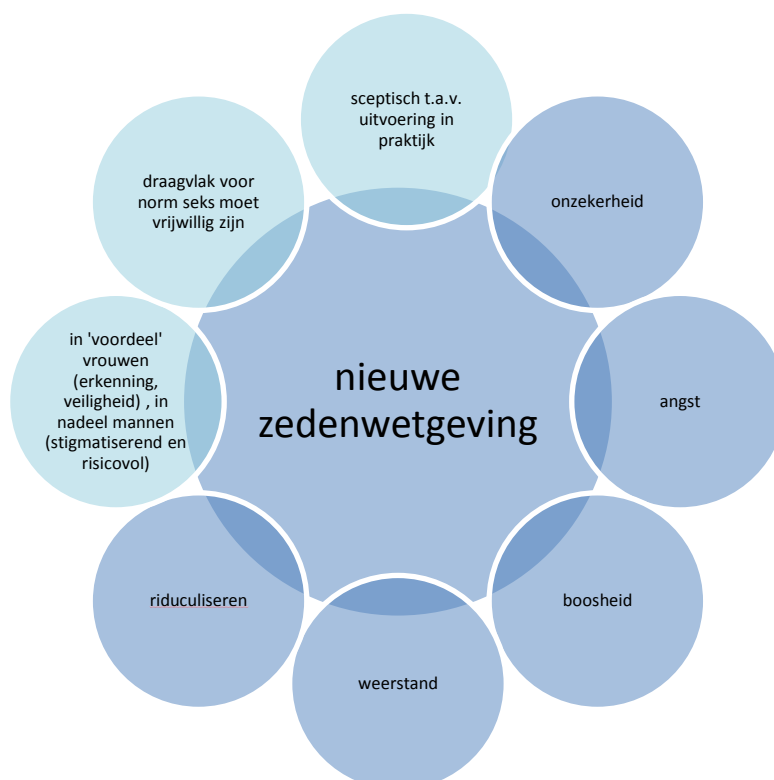 sceptisch t.a.v.
uitvoering in
praktijk
onzekerheid
angst
boosheid
weerstand
riduculiseren
in 'voordeel'
vrouwen
(erkenning,
veiligheid) , in
nadeel mannen
(stigmatiserend en
risicovol)
draagvlak voor
norm seks moet
vrijwillig zijn
nieuwe
zedenwetgeving